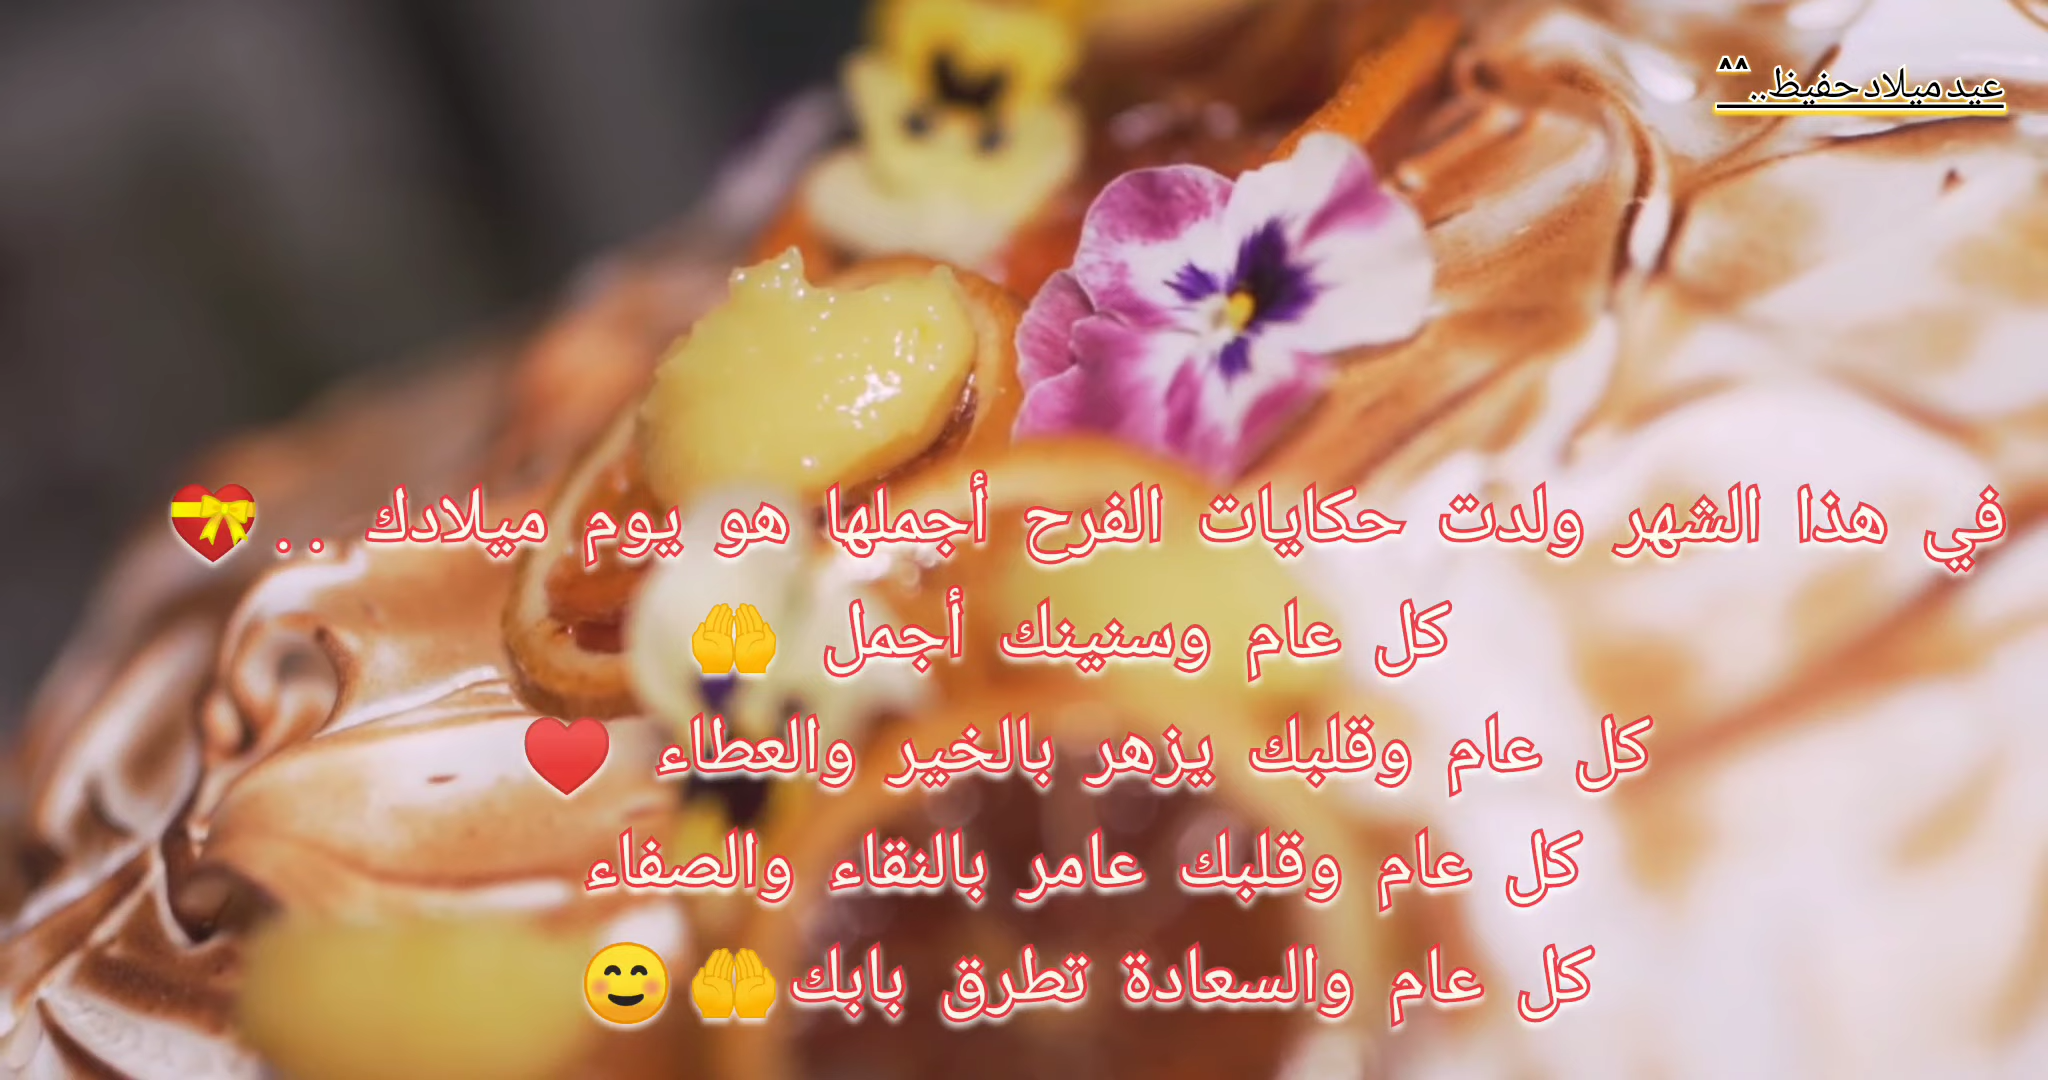 عيد ميلاد حفيظ..^^
في هذا الشهر ولدت حكايات الفرح أجملها هو يوم ميلادك .. 💝
كل عام وسنينك أجمل 🤲
كل عام وقلبك يزهر بالخير والعطاء ♥️
كل عام وقلبك عامر بالنقاء والصفاء
كل عام والسعادة تطرق بابك🤲😊